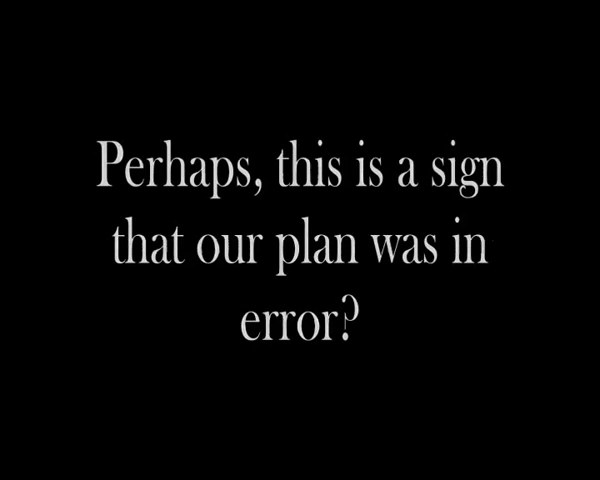 Perhaps, this is a sign
that our plan was in
error?